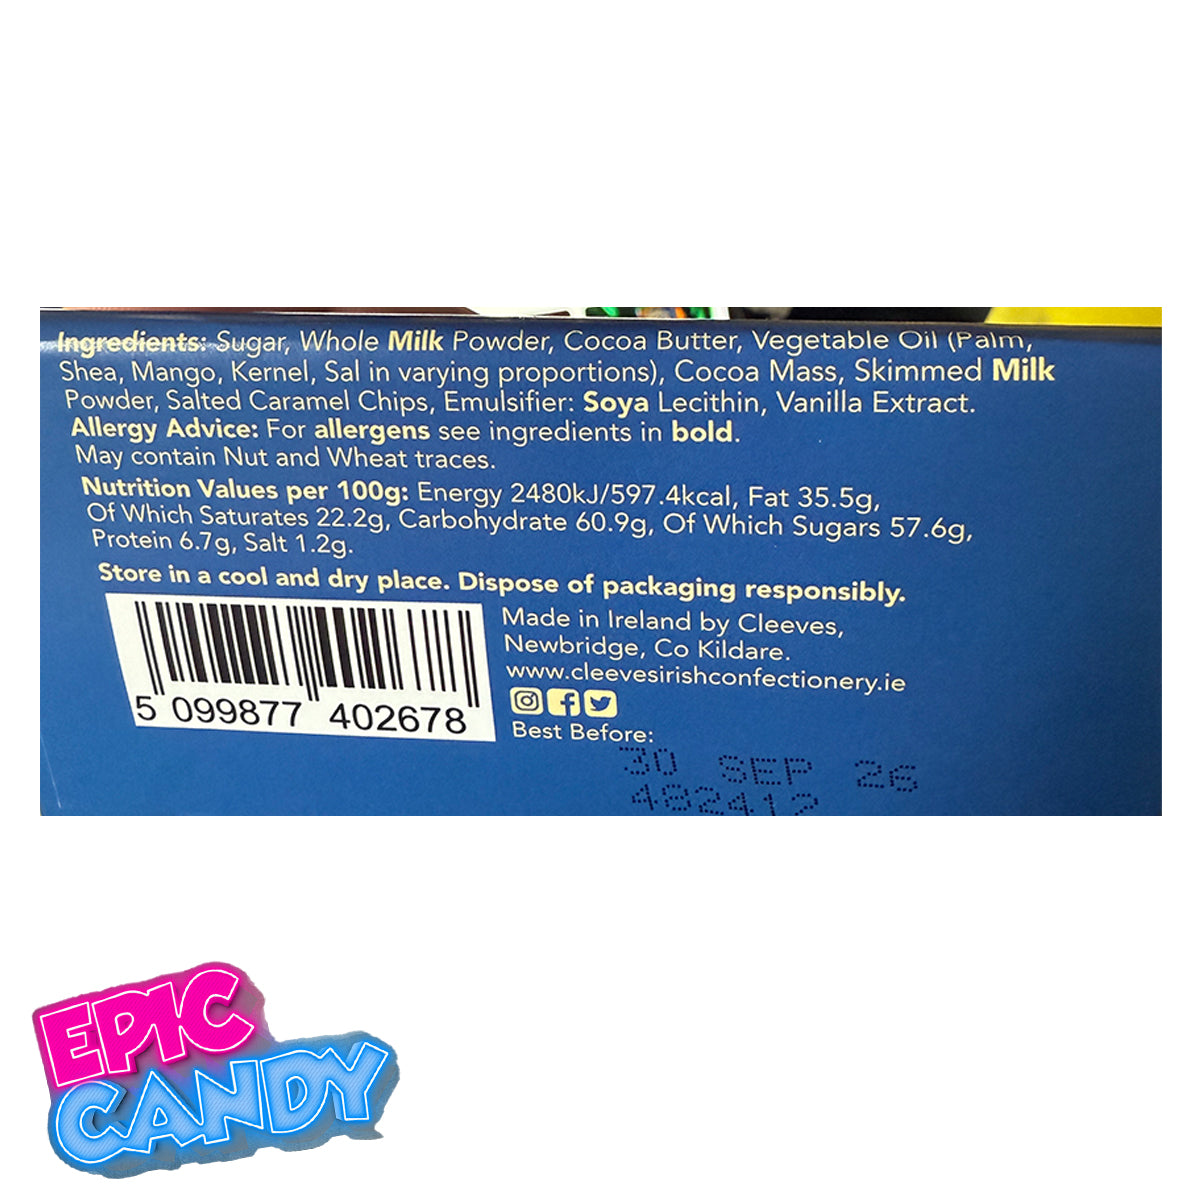 Ingredients: Sugar, Whole Milk Powder, Cocoa Butter, Vegetable Oil (Palm,
Shea, Mango, Kernel, Sal in varying proportions), Cocoa Mass, Skimmed Milk
Powder, Salted Caramel Chips, Emulsifier: Soya Lecithin, Vanilla Extract.
Allergy Advice: For allergens see ingredients in bold.
May contain Nut and Wheat traces.
Nutrition Values per 100g: Energy 2480kJ/597.4kcal, Fat 35.5g,
Of Which Saturates 22.2g, Carbohydrate 60.9g, Of Which Sugars 57.6g,
Protein 6.7g, Salt 1.2g.
Store in a cool and dry place. Dispose of packaging responsibly.
Made in Ireland by Cleeves,
Newbridge, Co Kildare.
www.cleevesirishconfectionery.ie
5 099877 402678
Best Before:
30 SEP 26
482412
EPIC
CANDY